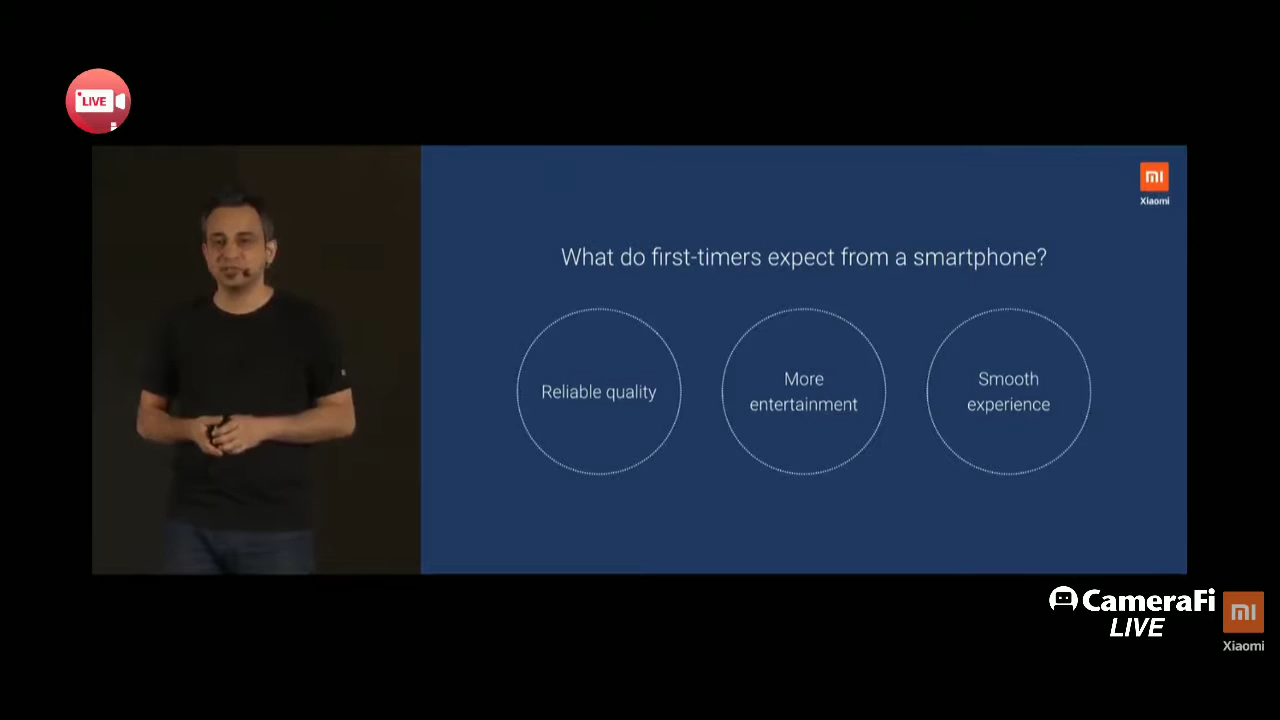 LIVE
mi
Xiaomi
What do first-timers expect from a smartphone?
Reliable quality
More
entertainment
Smooth
experience
CameraFi
LIVE
mi
Xiaomi